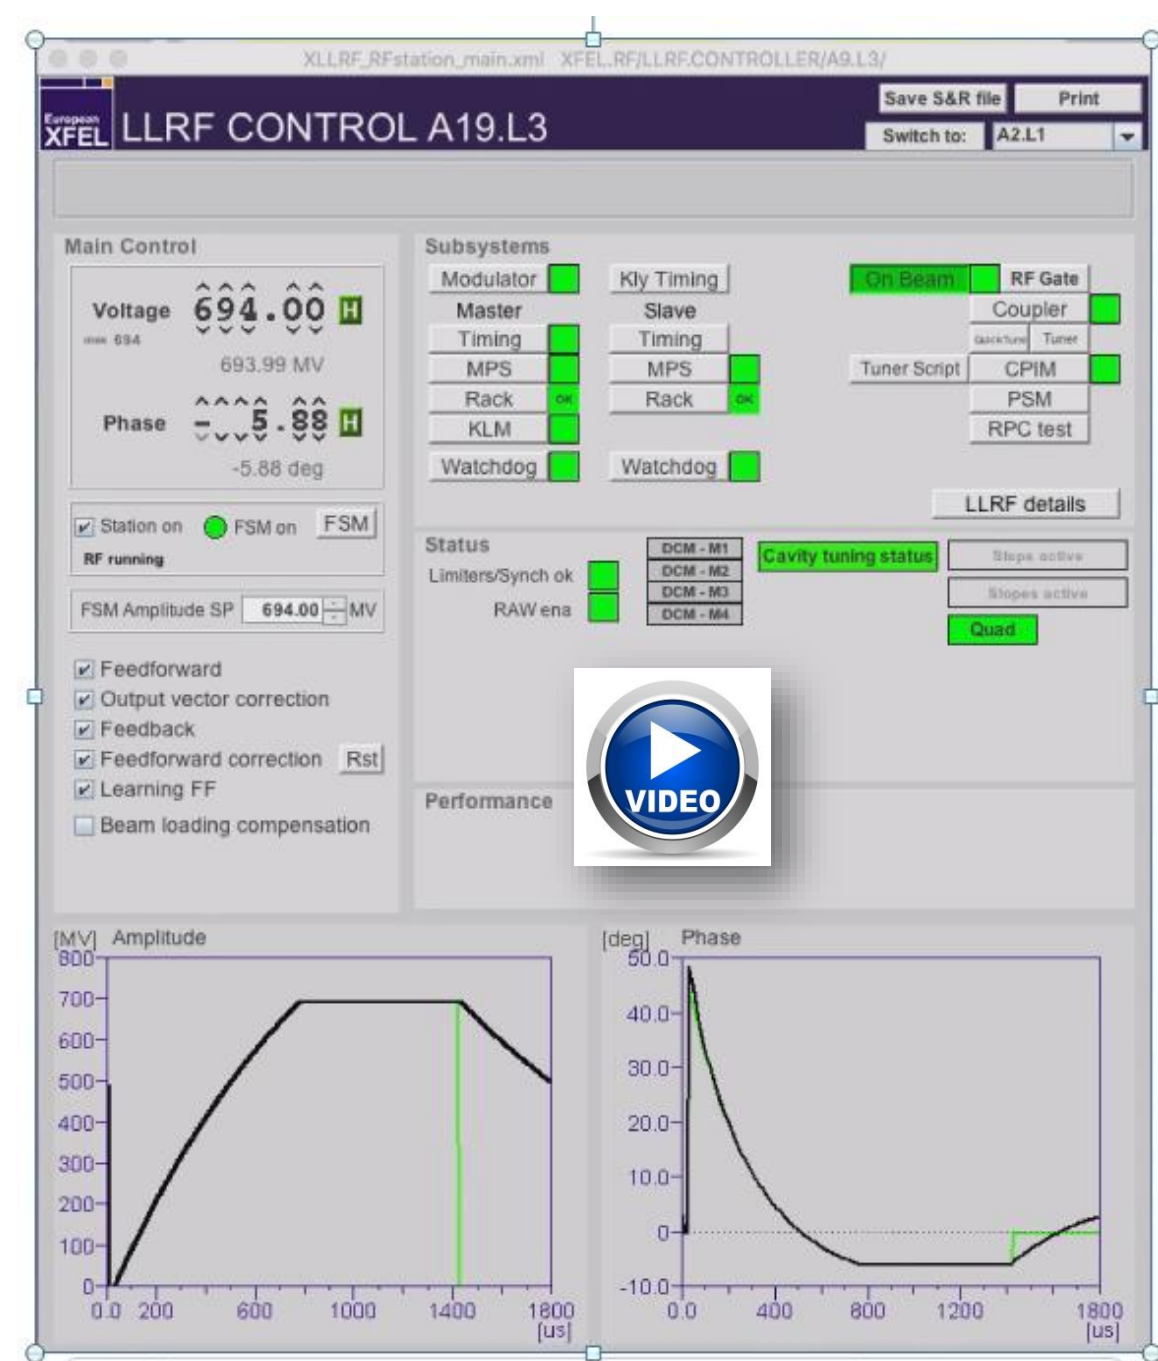 XLLRF_RFstation_main.xml XFEL.RF/LLRF.CONTROLLER/A9.L3/
Save S&R file Print
European
XFEL LLRF CONTROL A19.L3
Switch to: A2.L1
Main Control
Voltage 694.00 H
max 694
693.99 MV
Phase - 5.88 H
-5.88 deg
Station on FSM on FSM
RF running
FSM Amplitude SP 694.00 MV
Feedforward
Output vector correction
Feedback
Feedforward correction Rst
Learning FF
Beam loading compensation
Subsystems
Modulator Kly Timing On Beam RF Gate
Master Slave Coupler
Timing Timing QuickTune Tuner
MPS MPS Tuner Script CPIM
Rack OK Rack OK PSM
KLM RPC test
Watchdog Watchdog
LLRF details
Status
Limiters/Synch ok
RAW ena
DCM - M1
DCM - M2
DCM - M3
DCM - M4
Cavity tuning status
Steps active
Slopes active
Quad
VIDEO
Performance
[MV] Amplitude
800
700
600
500
400
300
200
100
0
0.0 200 600 1000 1400 1800
[us]
[deg] Phase
50.0
40.0
30.0
20.0
10.0
0
-10.0
0.0 400 800 1200 1800
[us]